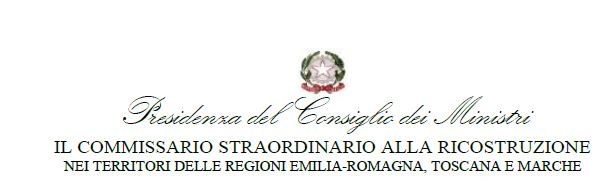 Presidenza del Consiglio dei Ministri
IL COMMISSARIO STRAORDINARIO ALLA RICOSTRUZIONE
NEI TERRITORI DELLE REGIONI EMILIA-ROMAGNA, TOSCANA E MARCHE